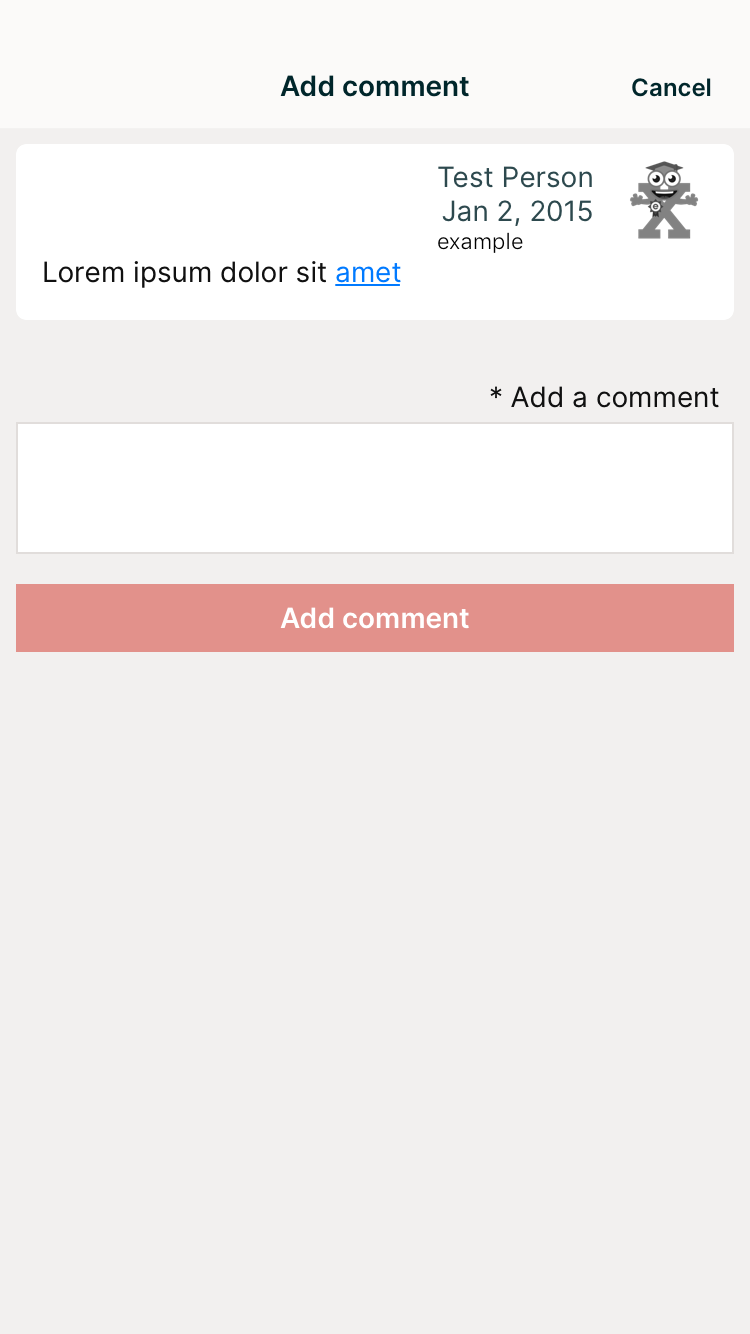 Add comment
Cancel
Test Person
Jan 2, 2015
example
Lorem ipsum dolor sit amet
* Add a comment
Add comment